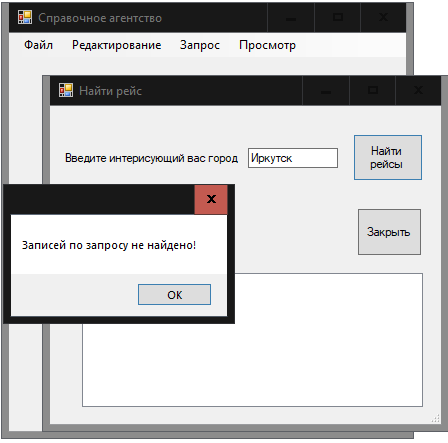 Справочное агентство
Файл Редактирование Запрос Просмотр
Найти рейс
Введите интерисующий вас город Иркутск
Найти
рейсы
Закрыть
Записей по запросу не найдено!
OK